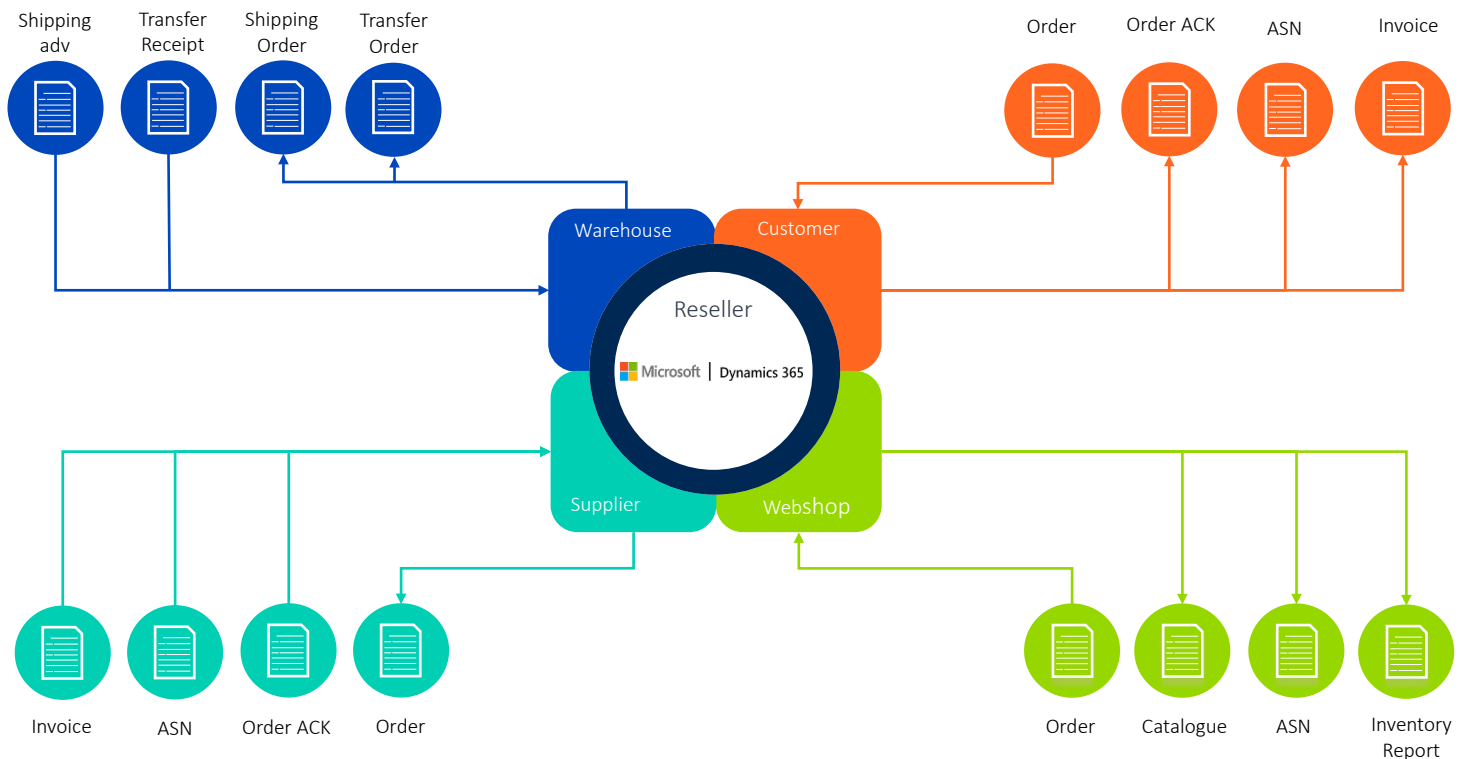 Shipping
adv
Transfer
Receipt
Shipping
Order
Transfer
Order
Order
Order ACK
ASN
Invoice
Warehouse
Customer
Reseller
Microsoft | Dynamics 365
Supplier
Webshop
Invoice
ASN
Order ACK
Order
Order
Catalogue
ASN
Inventory
Report